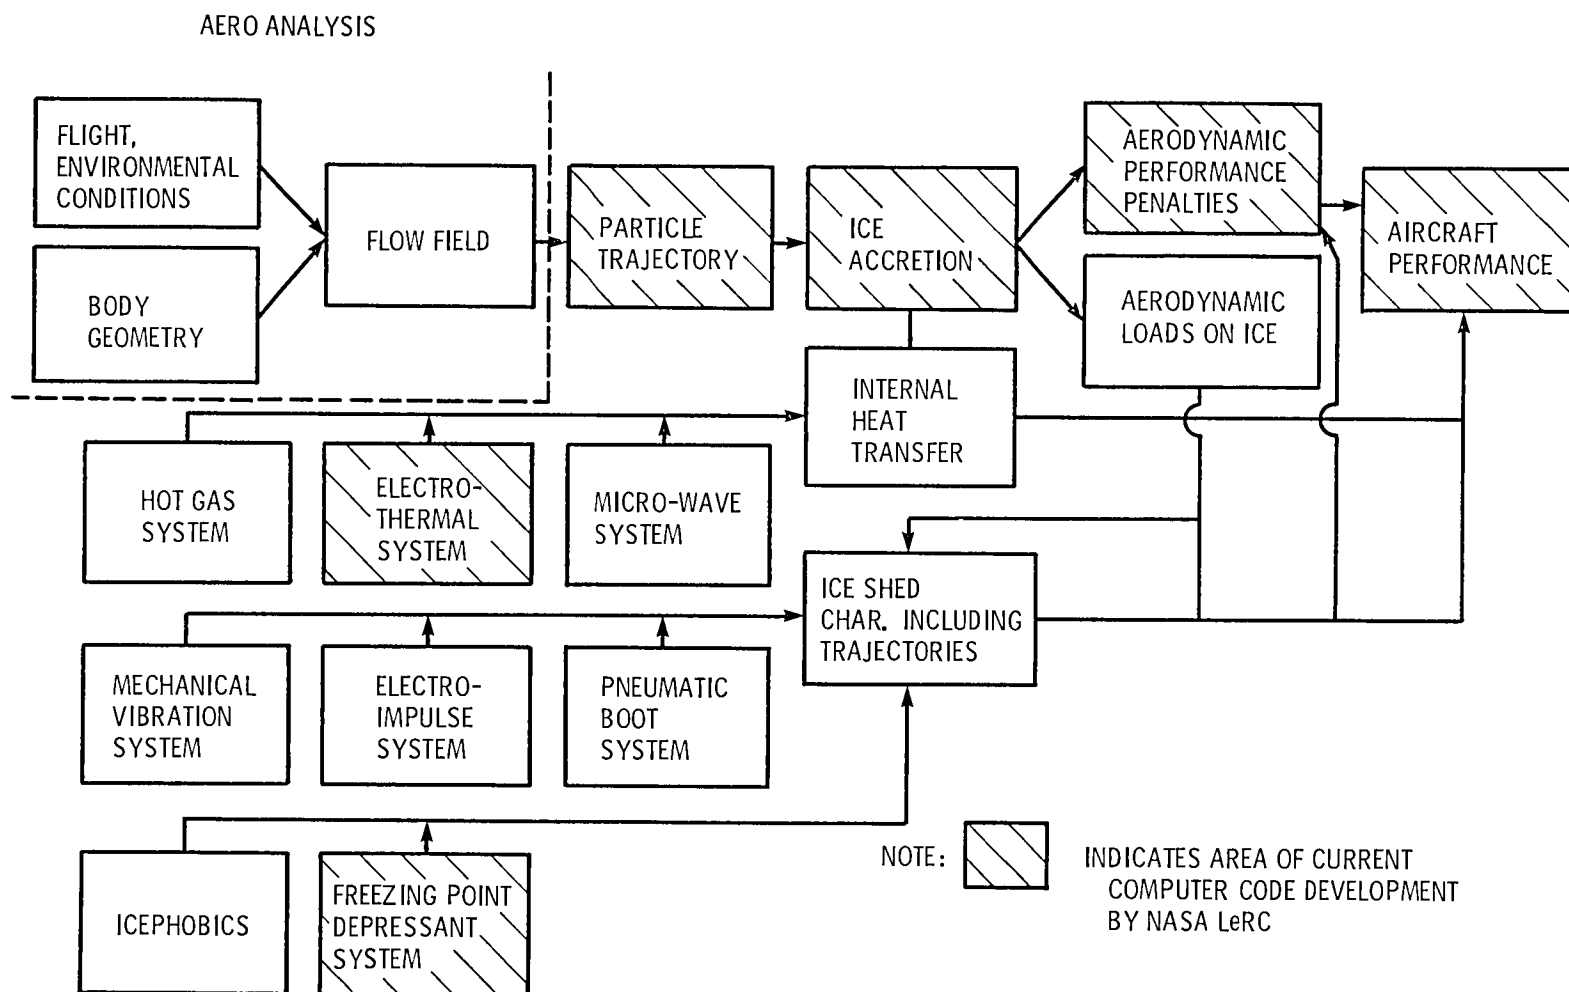 AERO ANALYSIS
FLIGHT,
ENVIRONMENTAL
CONDITIONS
BODY
GEOMETRY
FLOW FIELD
PARTICLE
TRAJECTORY
ICE
ACCRETION
AERODYNAMIC
PERFORMANCE
PENALTIES
AERODYNAMIC
LOADS ON ICE
AIRCRAFT
PERFORMANCE
INTERNAL
HEAT
TRANSFER
HOT GAS
SYSTEM
ELECTRO-
THERMAL
SYSTEM
MICRO-WAVE
SYSTEM
ICE SHED
CHAR. INCLUDING
TRAJECTORIES
MECHANICAL
VIBRATION
SYSTEM
ELECTRO-
IMPULSE
SYSTEM
PNEUMATIC
BOOT
SYSTEM
ICEPHOBICS
FREEZING POINT
DEPRESSANT
SYSTEM
NOTE:
INDICATES AREA OF CURRENT
COMPUTER CODE DEVELOPMENT
BY NASA LeRC